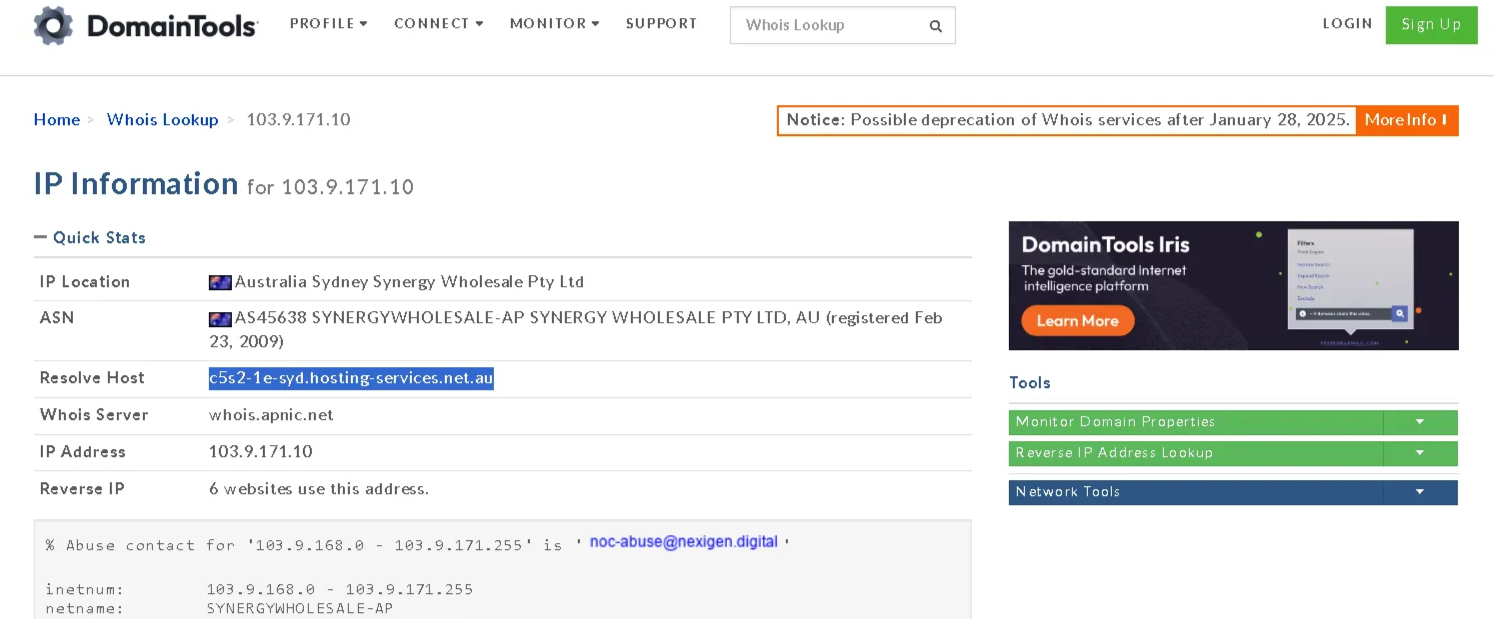 DomainTools PROFILE CONNECT MONITOR SUPPORT Whois Lookup LOGIN Sign Up
Home > Whois Lookup > 103.9.171.10
Notice: Possible deprecation of Whois services after January 28, 2025. More Info
IP Information for 103.9.171.10
Quick Stats
IP Location Australia Sydney Synergy Wholesale Pty Ltd
ASN AS45638 SYNERGYWHOLESALE-AP SYNERGY WHOLESALE PTY LTD, AU (registered Feb
23, 2009)
Resolve Host c5s2-1e-syd.hosting-services.net.au
Whois Server whois.apnic.net
IP Address 103.9.171.10
Reverse IP 6 websites use this address.
% Abuse contact for '103.9.168.0 - 103.9.171.255' is ' noc-abuse@nexigen.digital '
inetnum: 103.9.168.0 - 103.9.171.255
netname: SYNERGYWHOLESALE-AP
DomainTools Iris
The gold-standard Internet
intelligence platform
Learn More
Filters
Tools
Monitor Domain Properties
Reverse IP Address Lookup
Network Tools